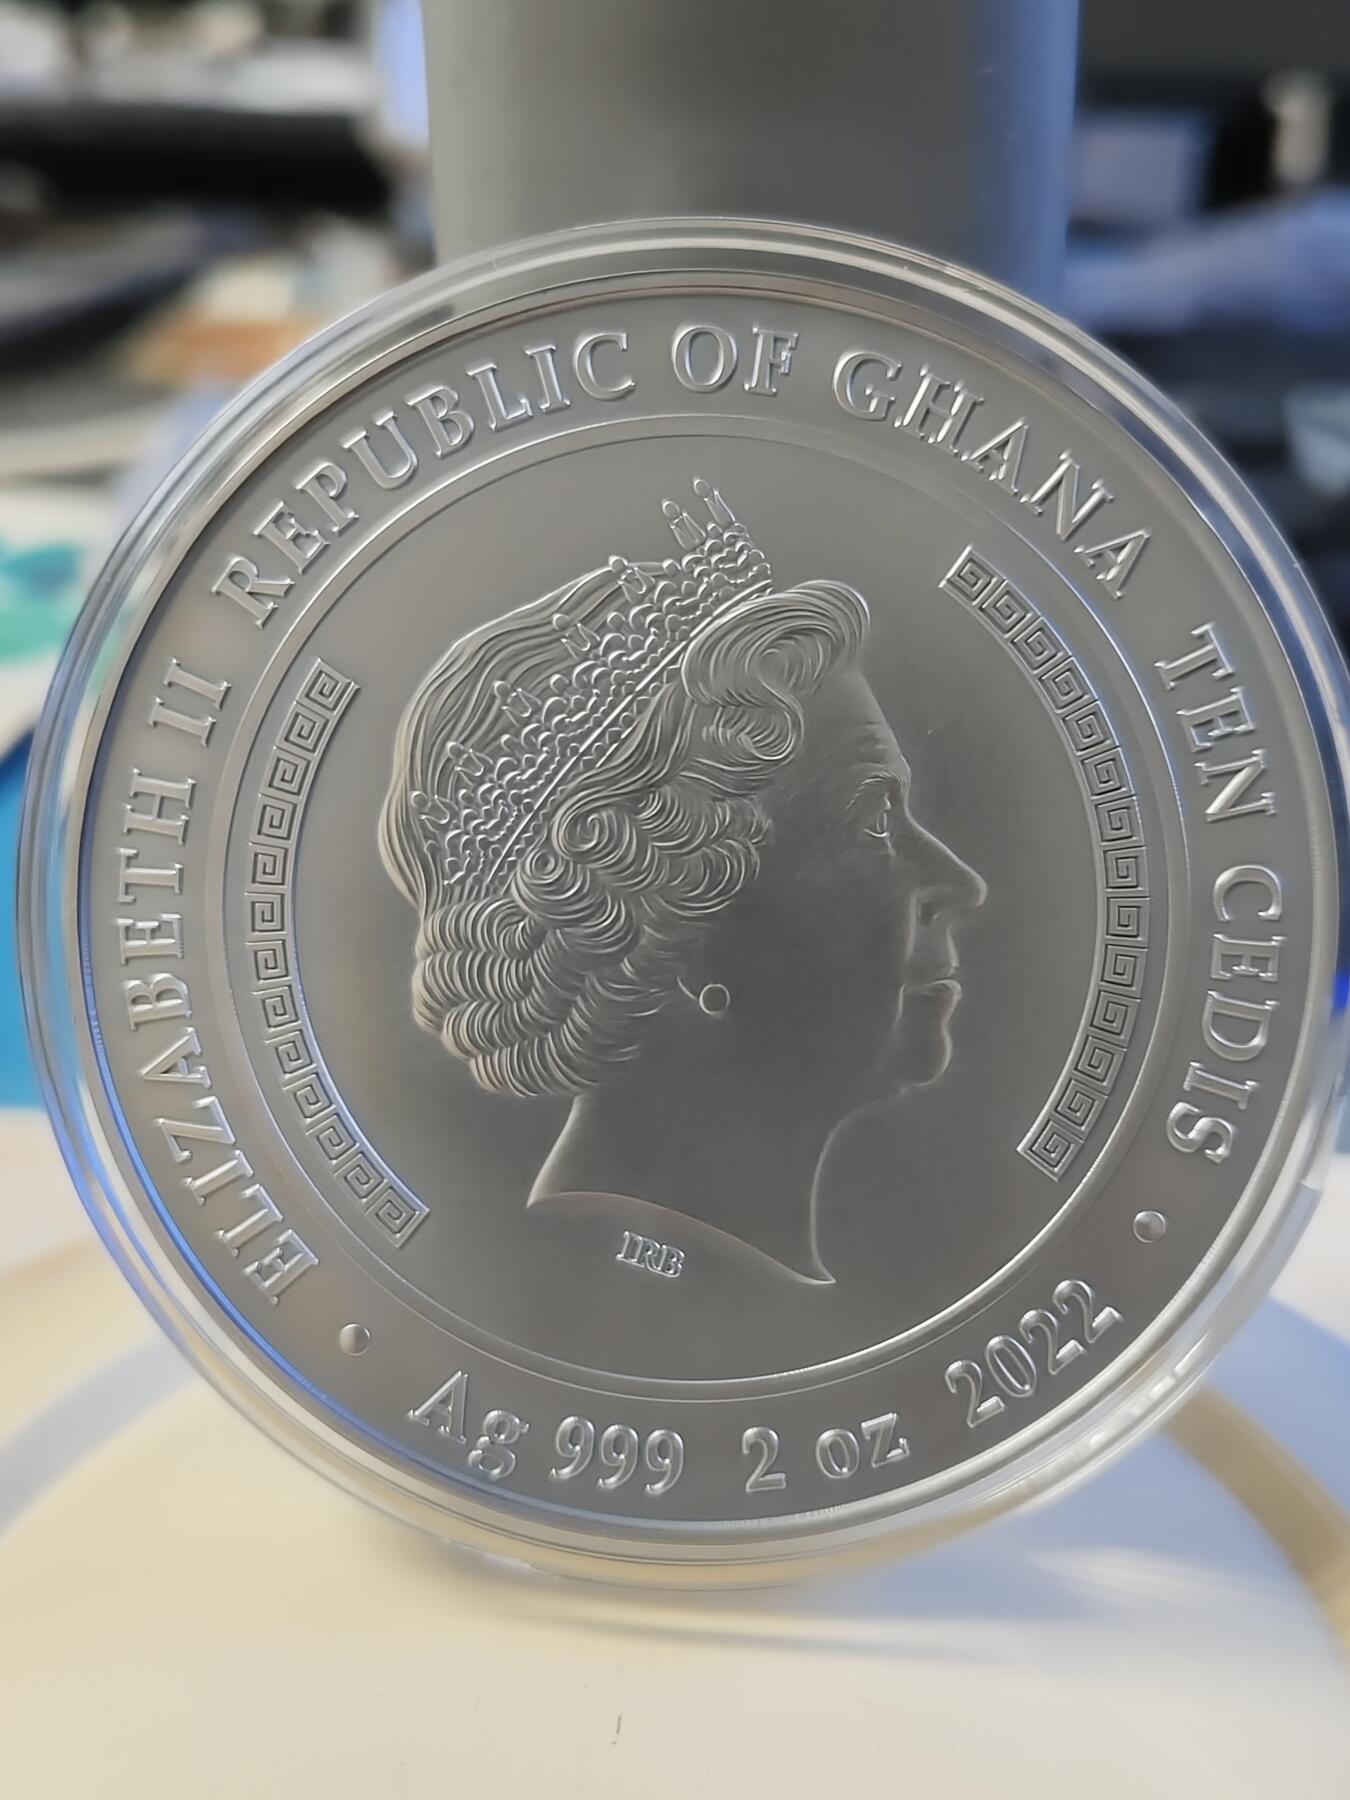 ELIZABETH II REPUBLIC OF GHANA TEN CEDIS
IRB
• Ag 999 2 oz 2022 •